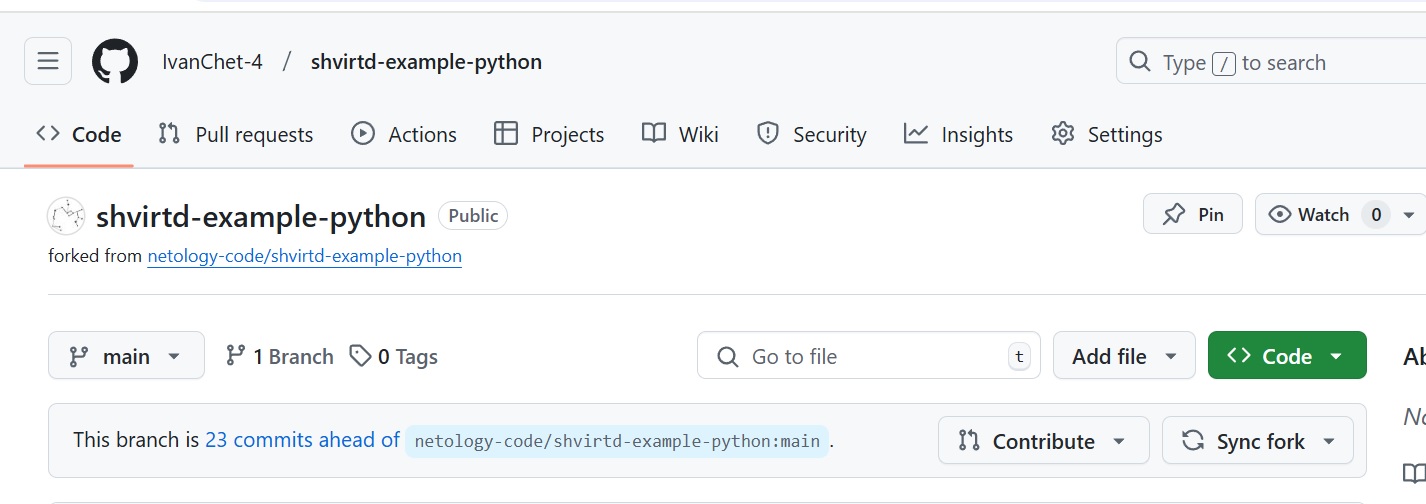 IvanChet-4 / shvirtd-example-python Type / to search
Code Pull requests Actions Projects Wiki Security Insights Settings
shvirtd-example-python Public Pin Watch 0
forked from netology-code/shvirtd-example-python
main 1 Branch 0 Tags Go to file t Add file Code
This branch is 23 commits ahead of netology-code/shvirtd-example-python:main. Contribute Sync fork